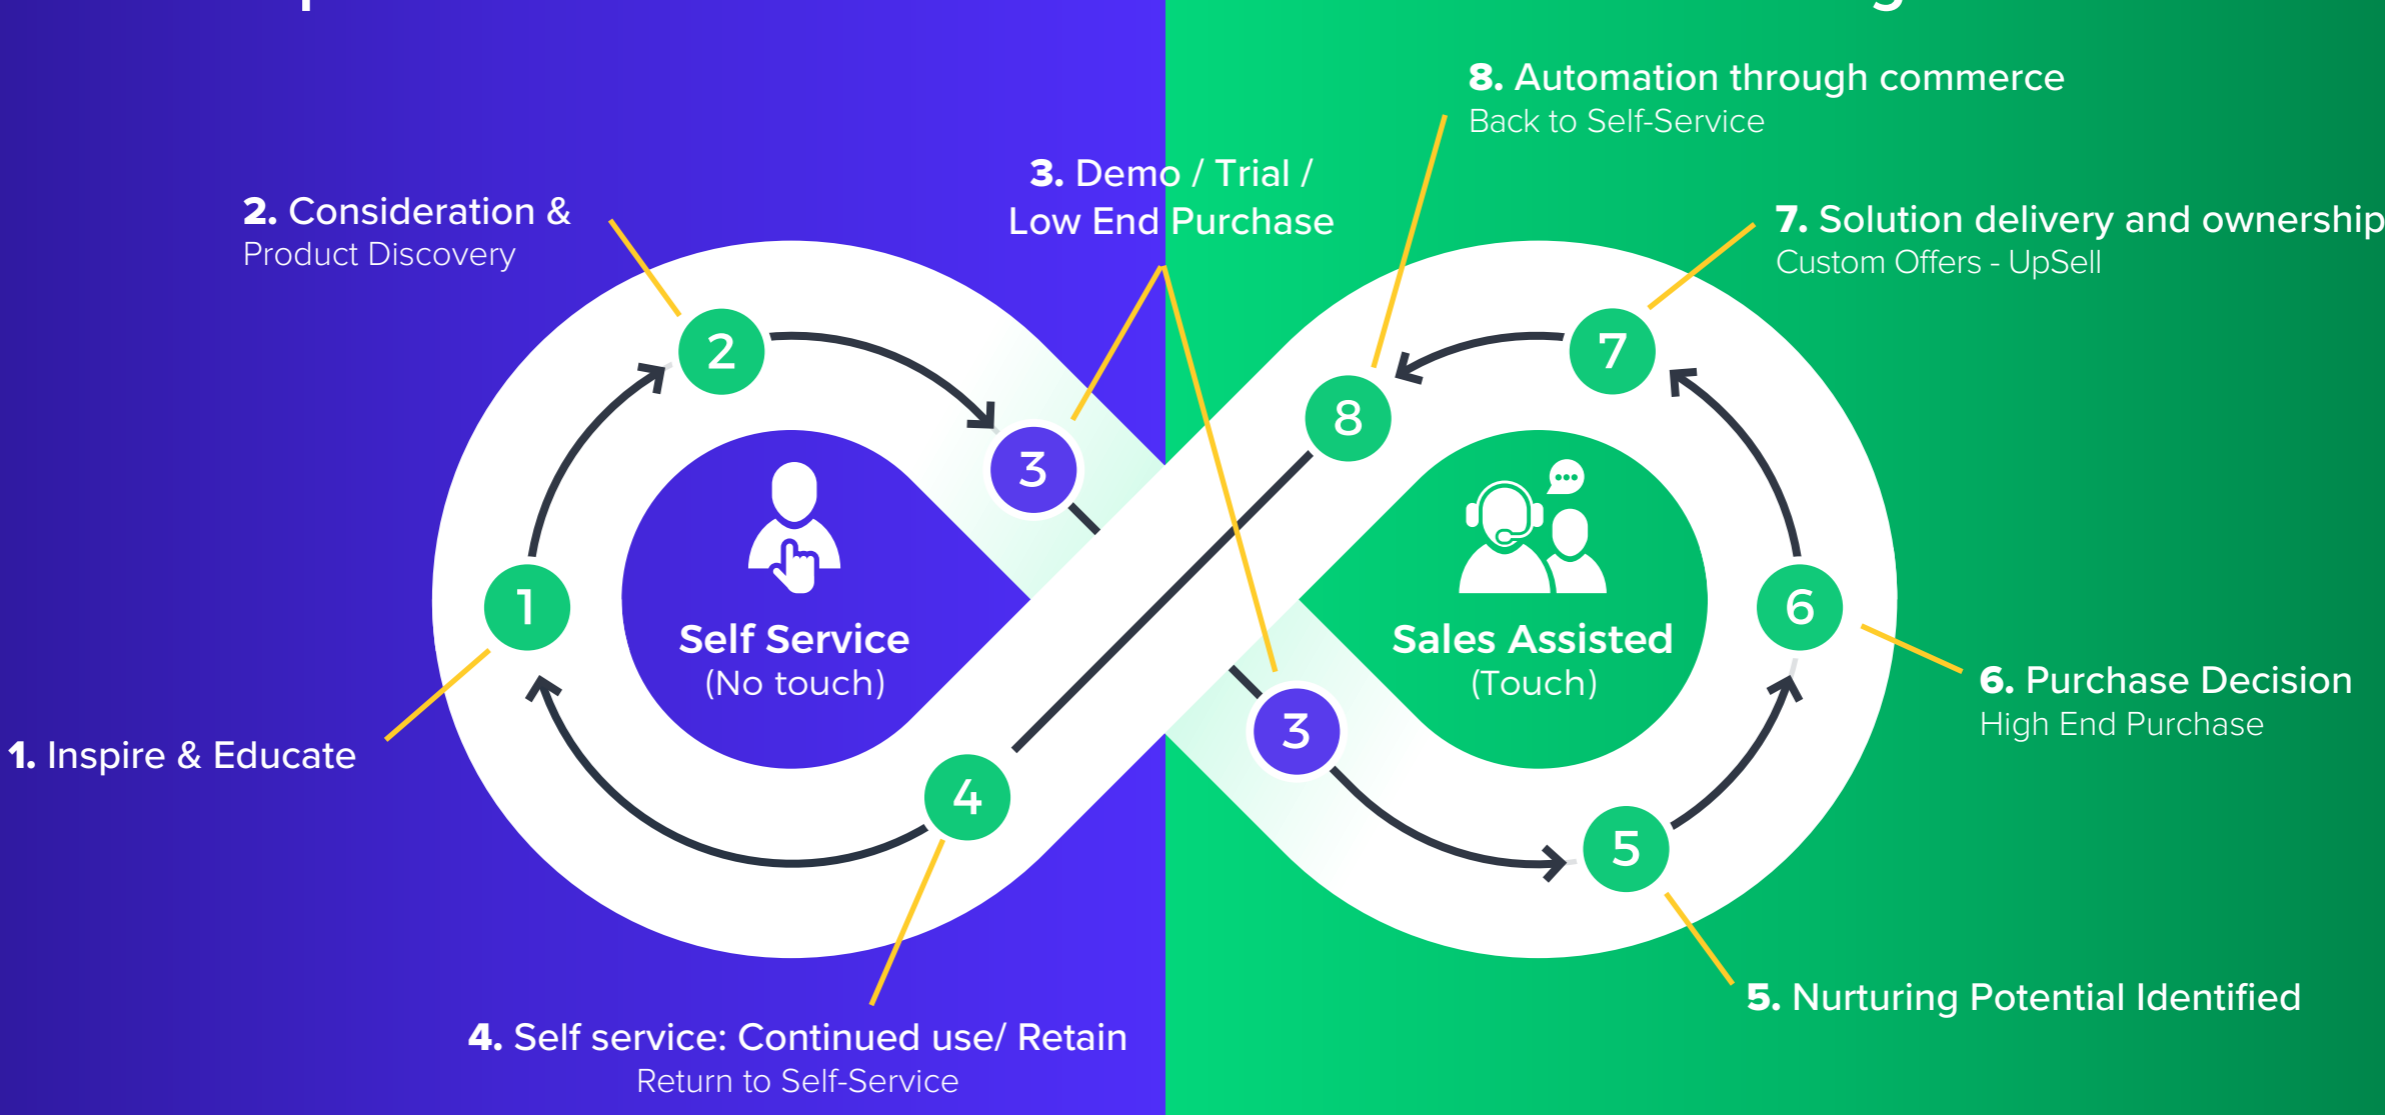 8. Automation through commerce
Back to Self-Service
3. Demo / Trial /
Low End Purchase
2. Consideration &
Product Discovery
7. Solution delivery and ownership
Custom Offers - UpSell
2
7
8
3
1
6
Self Service
(No touch)
Sales Assisted
(Touch)
6. Purchase Decision
High End Purchase
3
1. Inspire & Educate
4
5
5. Nurturing Potential Identified
4. Self service: Continued use/ Retain
Return to Self-Service